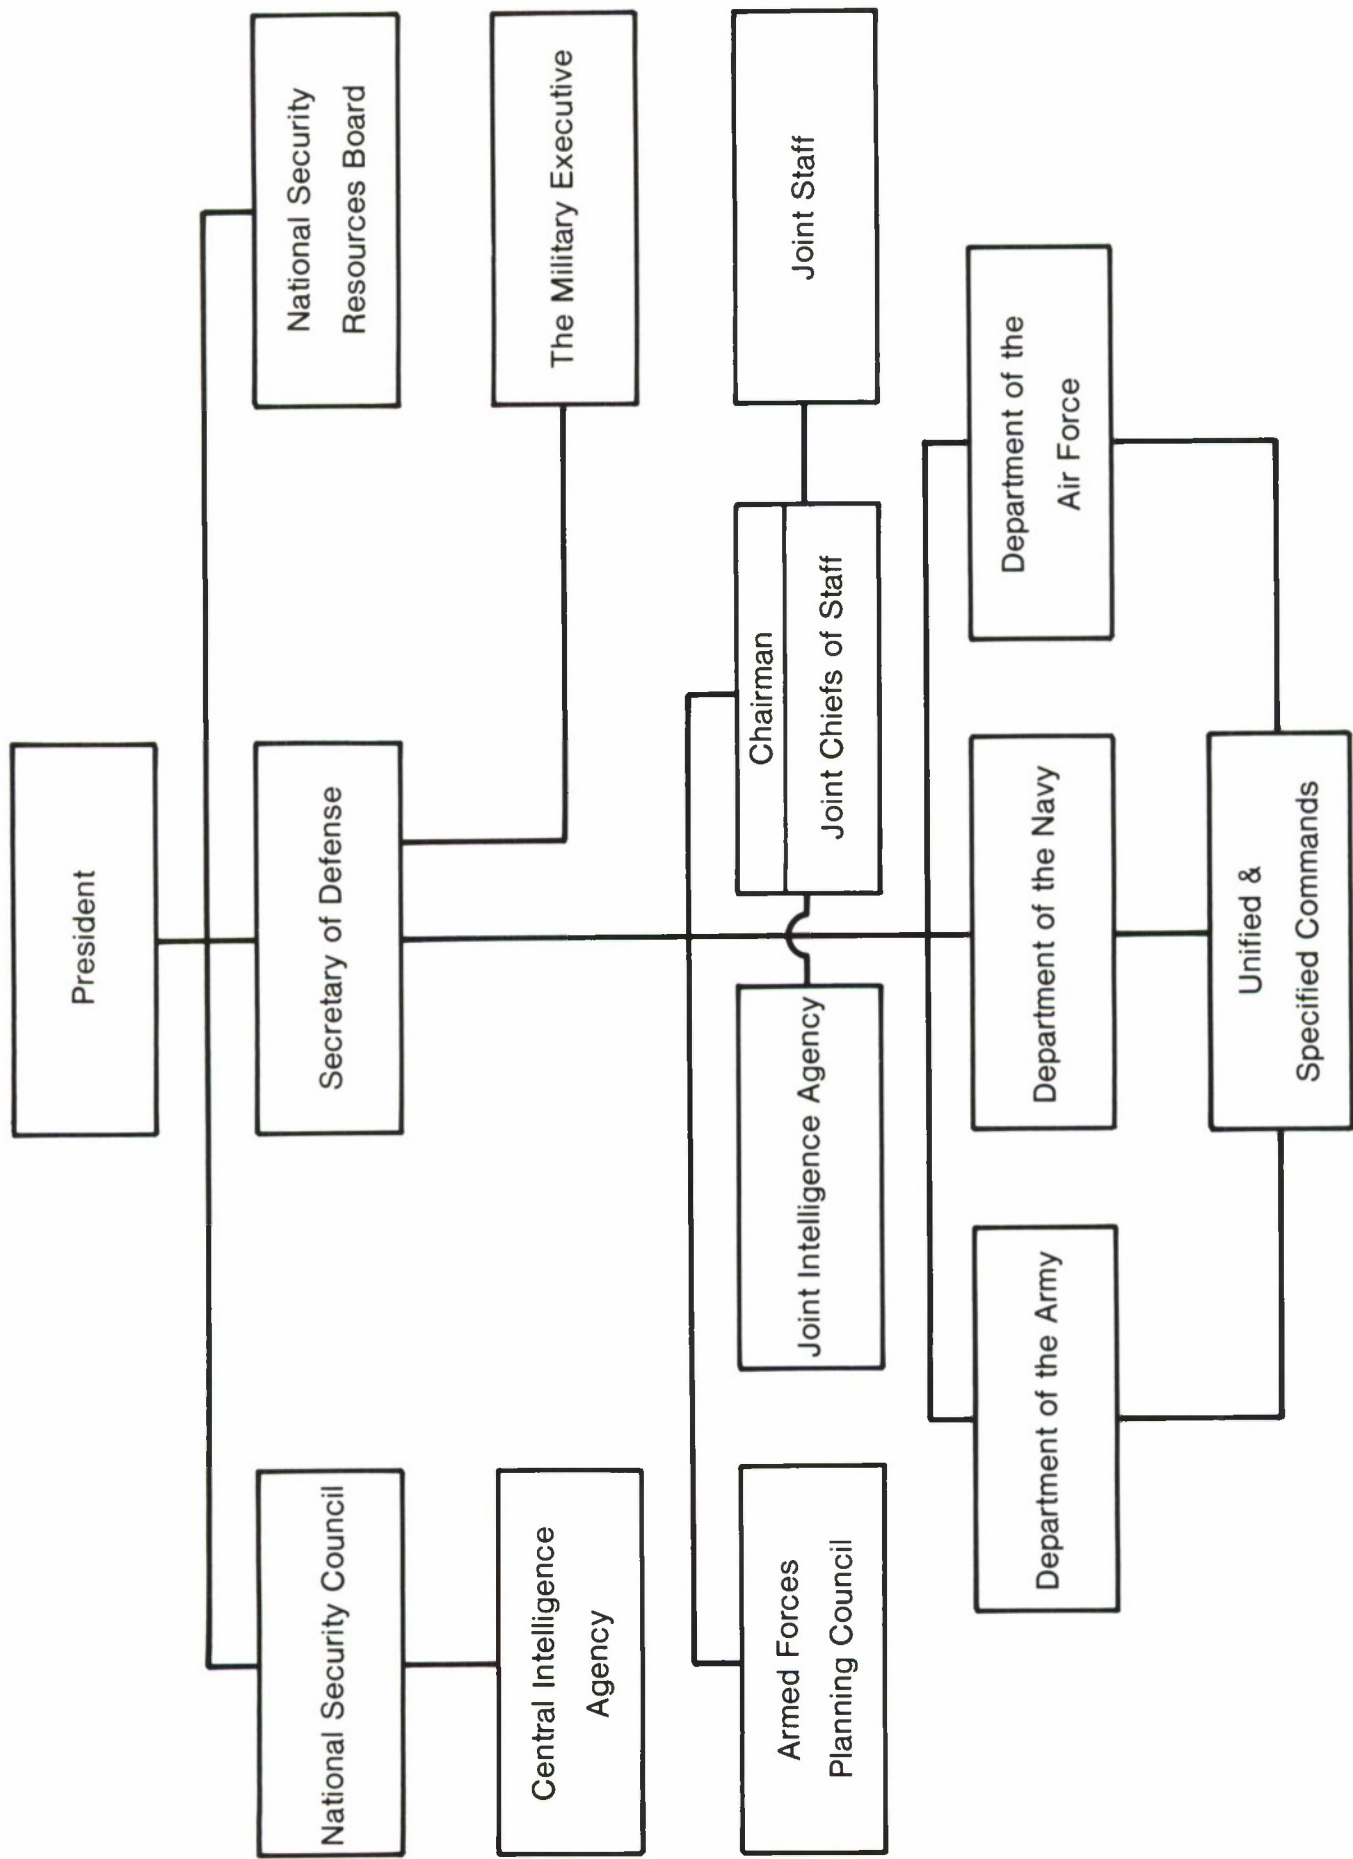 President
National Security Council
Secretary of Defense
National Security
Resources Board
Central Intelligence
Agency
The Military Executive
Armed Forces
Planning Council
Joint Intelligence Agency
Chairman
Joint Chiefs of Staff
Joint Staff
Department of the Army
Department of the Navy
Department of the
Air Force
Unified &
Specified Commands